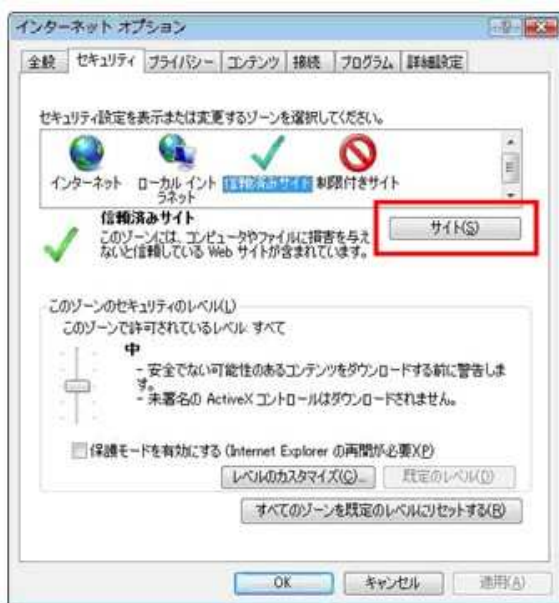 インターネット オプション
全般 セキュリティ プライバシー コンテンツ 接続 プログラム 詳細設定
セキュリティ設定を表示または変更するゾーンを選択してください。
インターネット ローカル イントラネット 信頼済みサイト 制限付きサイト
信頼済みサイト
サイト(S)
このゾーンには、コンピュータやファイルに損害を与え
ないと信頼している Web サイトが含まれています。
このゾーンのセキュリティのレベル(L)
このゾーンで許可されているレベル: すべて
中
- 安全でない可能性のあるコンテンツをダウンロードする前に警告しま
す。
- 未署名の ActiveX コントロールはダウンロードされません。
保護モードを有効にする (Internet Explorer の再開が必要)(P)
レベルのカスタマイズ(C)... 既定のレベル(D)
すべてのゾーンを既定のレベルにリセットする(R)
OK キャンセル 適用(A)